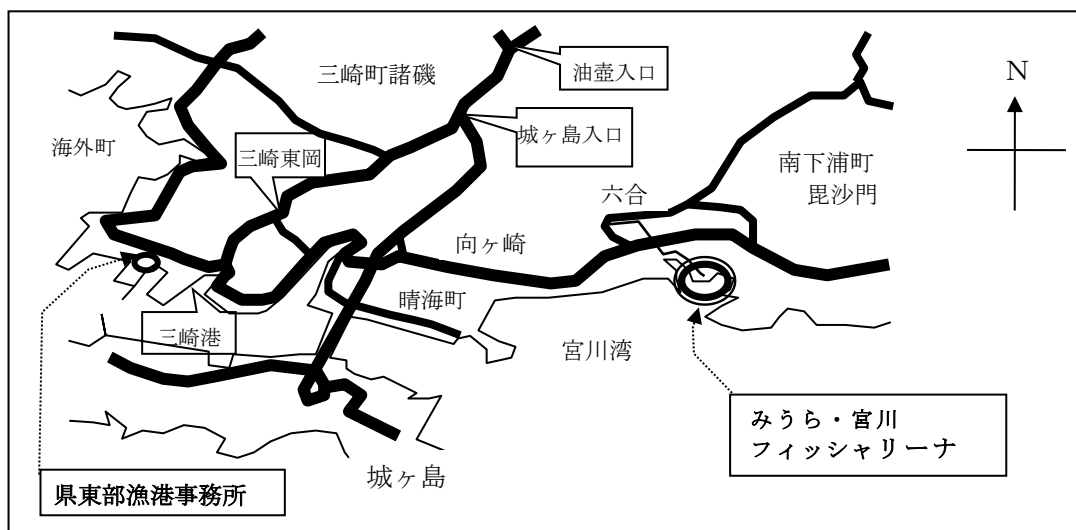 油壺入口
三崎町諸磯
N
城ヶ島入口
海外町
三崎東岡
南下浦町
毘沙門
六合
向ヶ崎
晴海町
三崎港
宮川湾
みうら・宮川
フィッシャリーナ
城ヶ島
県東部漁港事務所